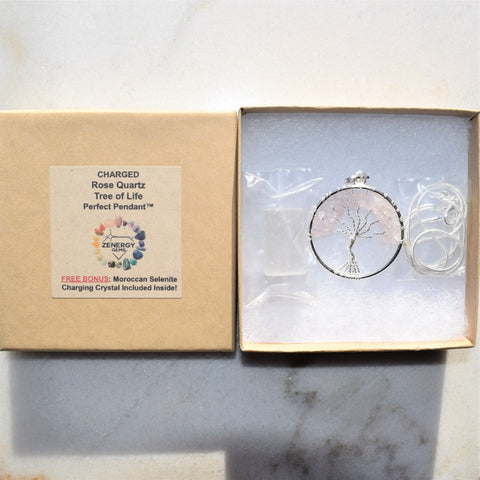 CHARGED
Rose Quartz
Tree of Life
Perfect Pendant™
ZENERGY
GEMS
FREE BONUS: Moroccan Selenite
Charging Crystal Included Inside!